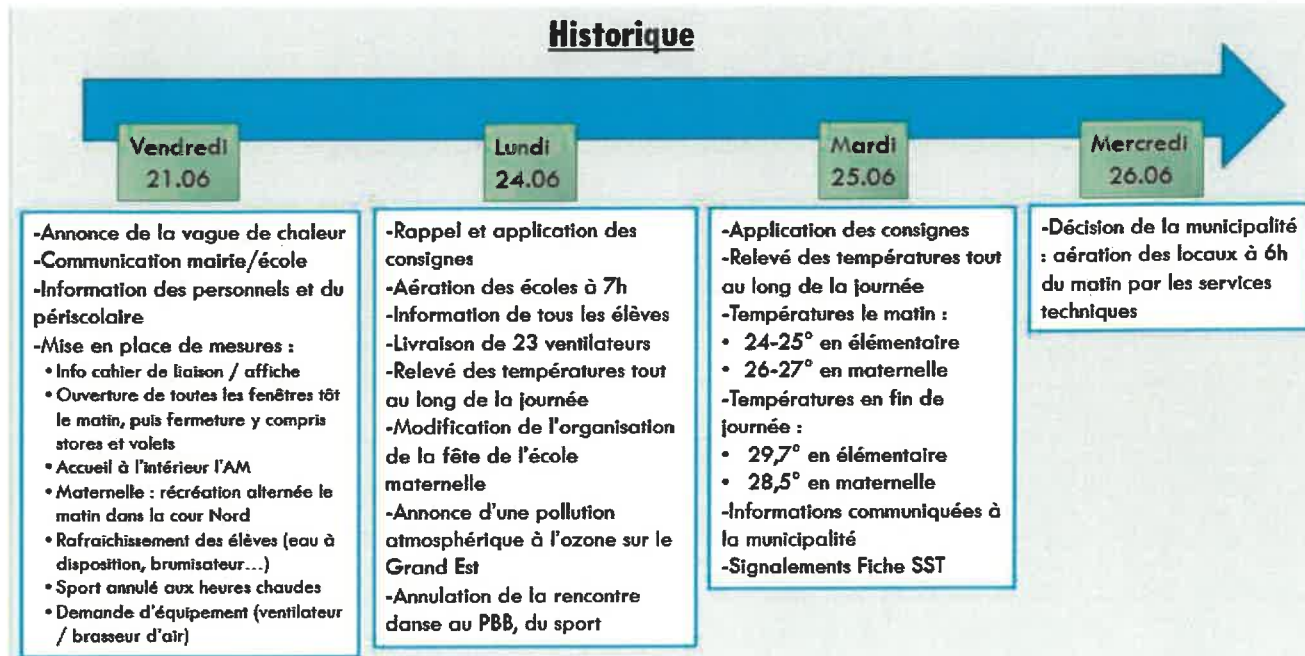 Historique
Vendredi
21.06
-Annonce de la vague de chaleur
-Communication mairie/école
-Information des personnels et du
périscolaire
-Mise en place de mesures :
• Info cahier de liaison / affiche
• Ouverture de toutes les fenêtres tôt
le matin, puis fermeture y compris
stores et volets
• Accueil à l'intérieur l'AM
• Maternelle : récréation alternée le
matin dans la cour Nord
• Rafraichissement des élèves (eau à
disposition, brumisateur...)
• Sport annulé aux heures chaudes
• Demande d'équipement (ventilateur
/ brasseur d'air)
Lundi
24.06
-Rappel et application des
consignes
-Aération des écoles à 7h
-Information de tous les élèves
-Livraison de 23 ventilateurs
-Relevé des températures tout
au long de la journée
-Modification de l'organisation
de la fête de l'école
maternelle
-Annonce d'une pollution
atmosphérique à l'ozone sur le
Grand Est
-Annulation de la rencontre
danse au PBB, du sport
Mardi
25.06
-Application des consignes
-Relevé des températures tout
au long de la journée
-Températures le matin :
• 24-25° en élémentaire
• 26-27° en maternelle
-Températures en fin de
journée :
• 29,7° en élémentaire
• 28,5° en maternelle
-Informations communiquées à
la municipalité
-Signalements Fiche SST
Mercredi
26.06
-Décision de la municipalité
: aération des locaux à 6h
du matin par les services
techniques